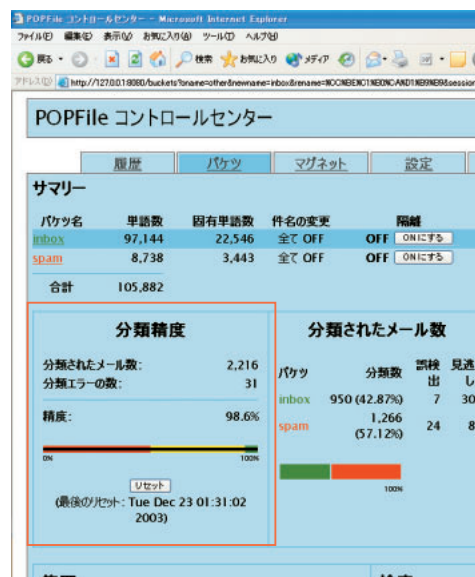 POPFile コントロールセンター - Microsoft Internet Explorer
ファイル(F) 編集(E) 表示(V) お気に入り(A) ツール(T) ヘルプ(H)
戻る 検索 お気に入り メディア
アドレス(D)
POPFile コントロールセンター
履歴 バケツ マグネット 設定
サマリー
バケツ名 単語数 固有単語数 件名の変更 隔離
inbox 97,144 22,546 全て OFF OFF ONにする
spam 8,738 3,443 全て OFF OFF ONにする
合計 105,882
分類精度
分類されたメール数: 2,216
分類エラーの数: 31
精度: 98.6%
0% 100%
リセット
(最後のリセット: Tue Dec 23 01:31:02
2003)
分類されたメール数
バケツ 分類数 誤検出 見逃し
inbox 950 (42.87%) 7 30
spam 1,266 (57.12%) 24 8
100%